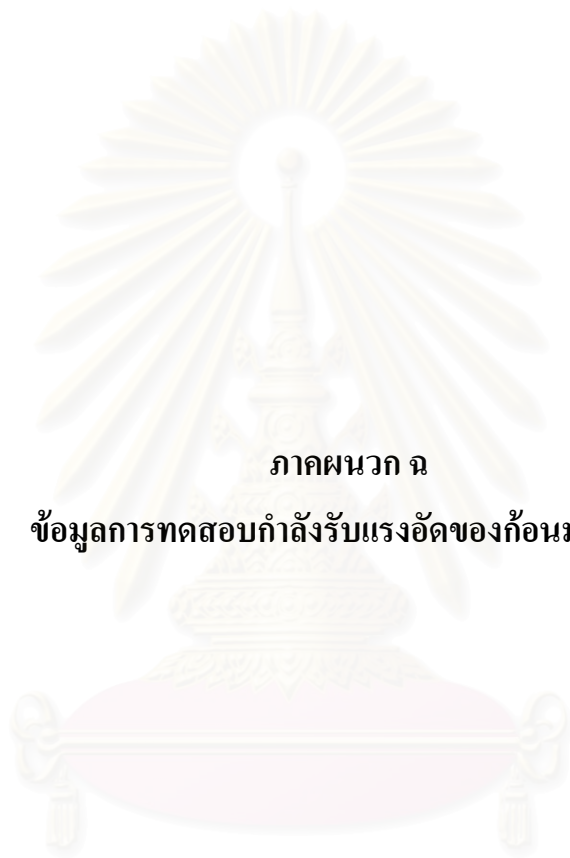 ภาคผนวก ฉ
ข้อมูลการทดสอบกำลังรับแรงอัดของก้อน